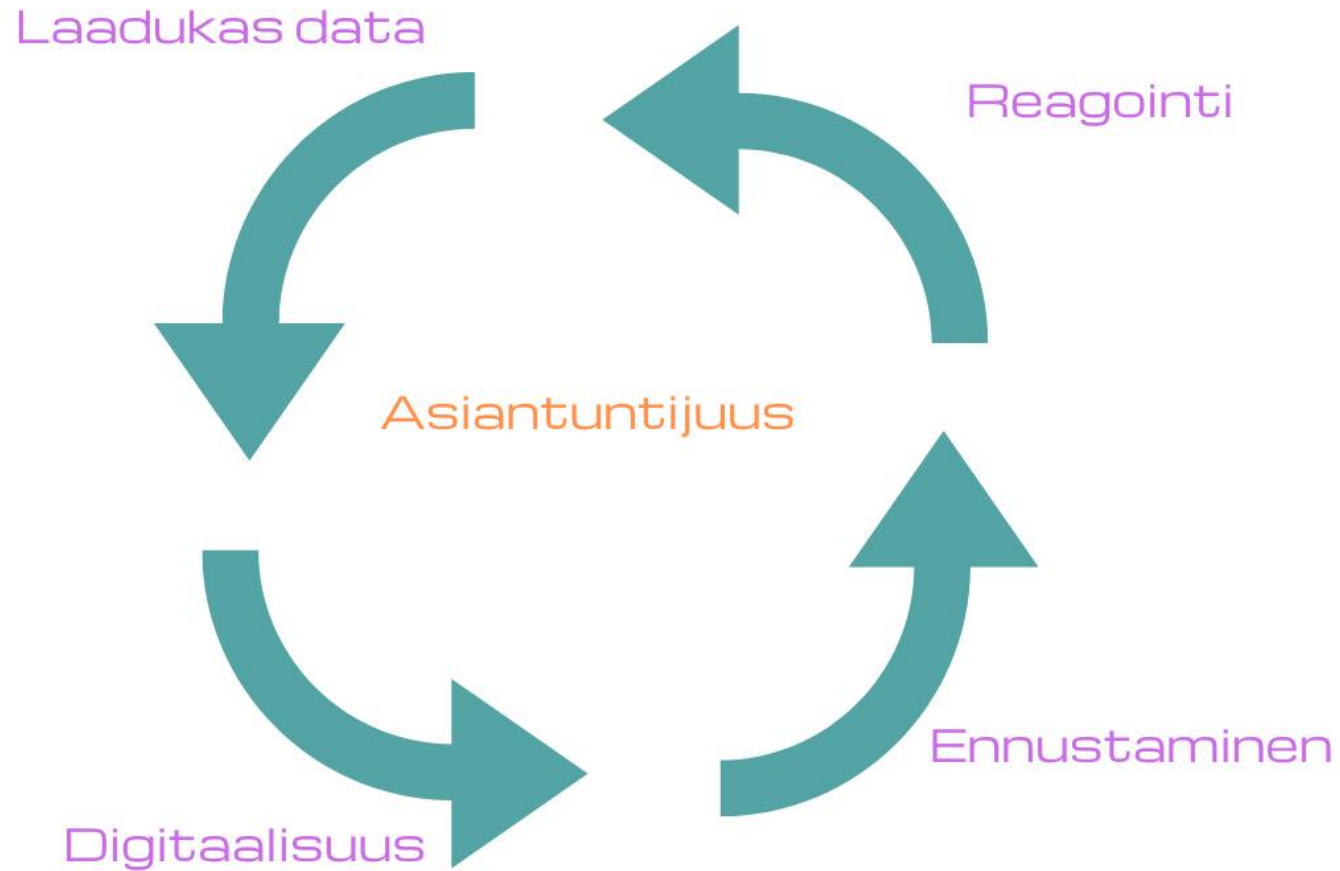 Laadukas data
Reagointi
Asiantuntijuus
Ennustaminen
Digitaalisuus